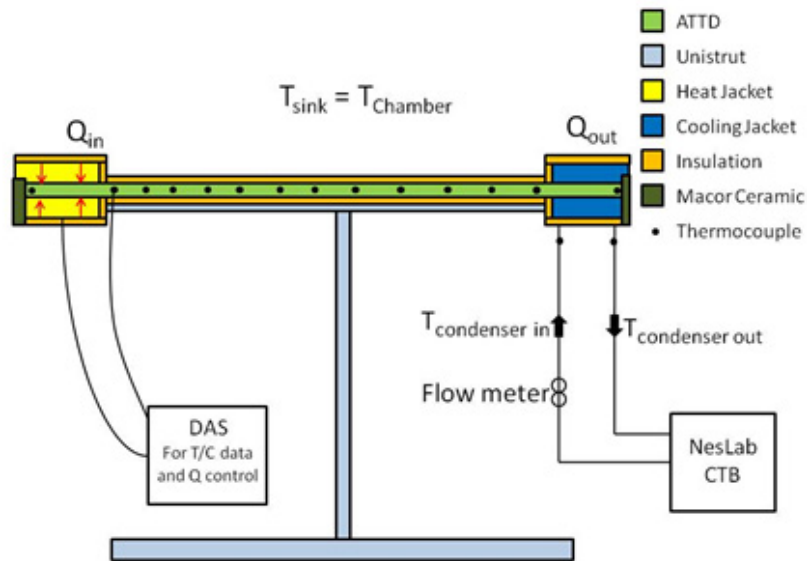 ATTD
Unistrut
Heat Jacket
Cooling Jacket
Insulation
Macor Ceramic
Thermocouple
Tsink = TChamber
Qin
Qout
Tcondenser in
Tcondenser out
Flow meter
DAS
For T/C data
and Q control
NesLab
CTB